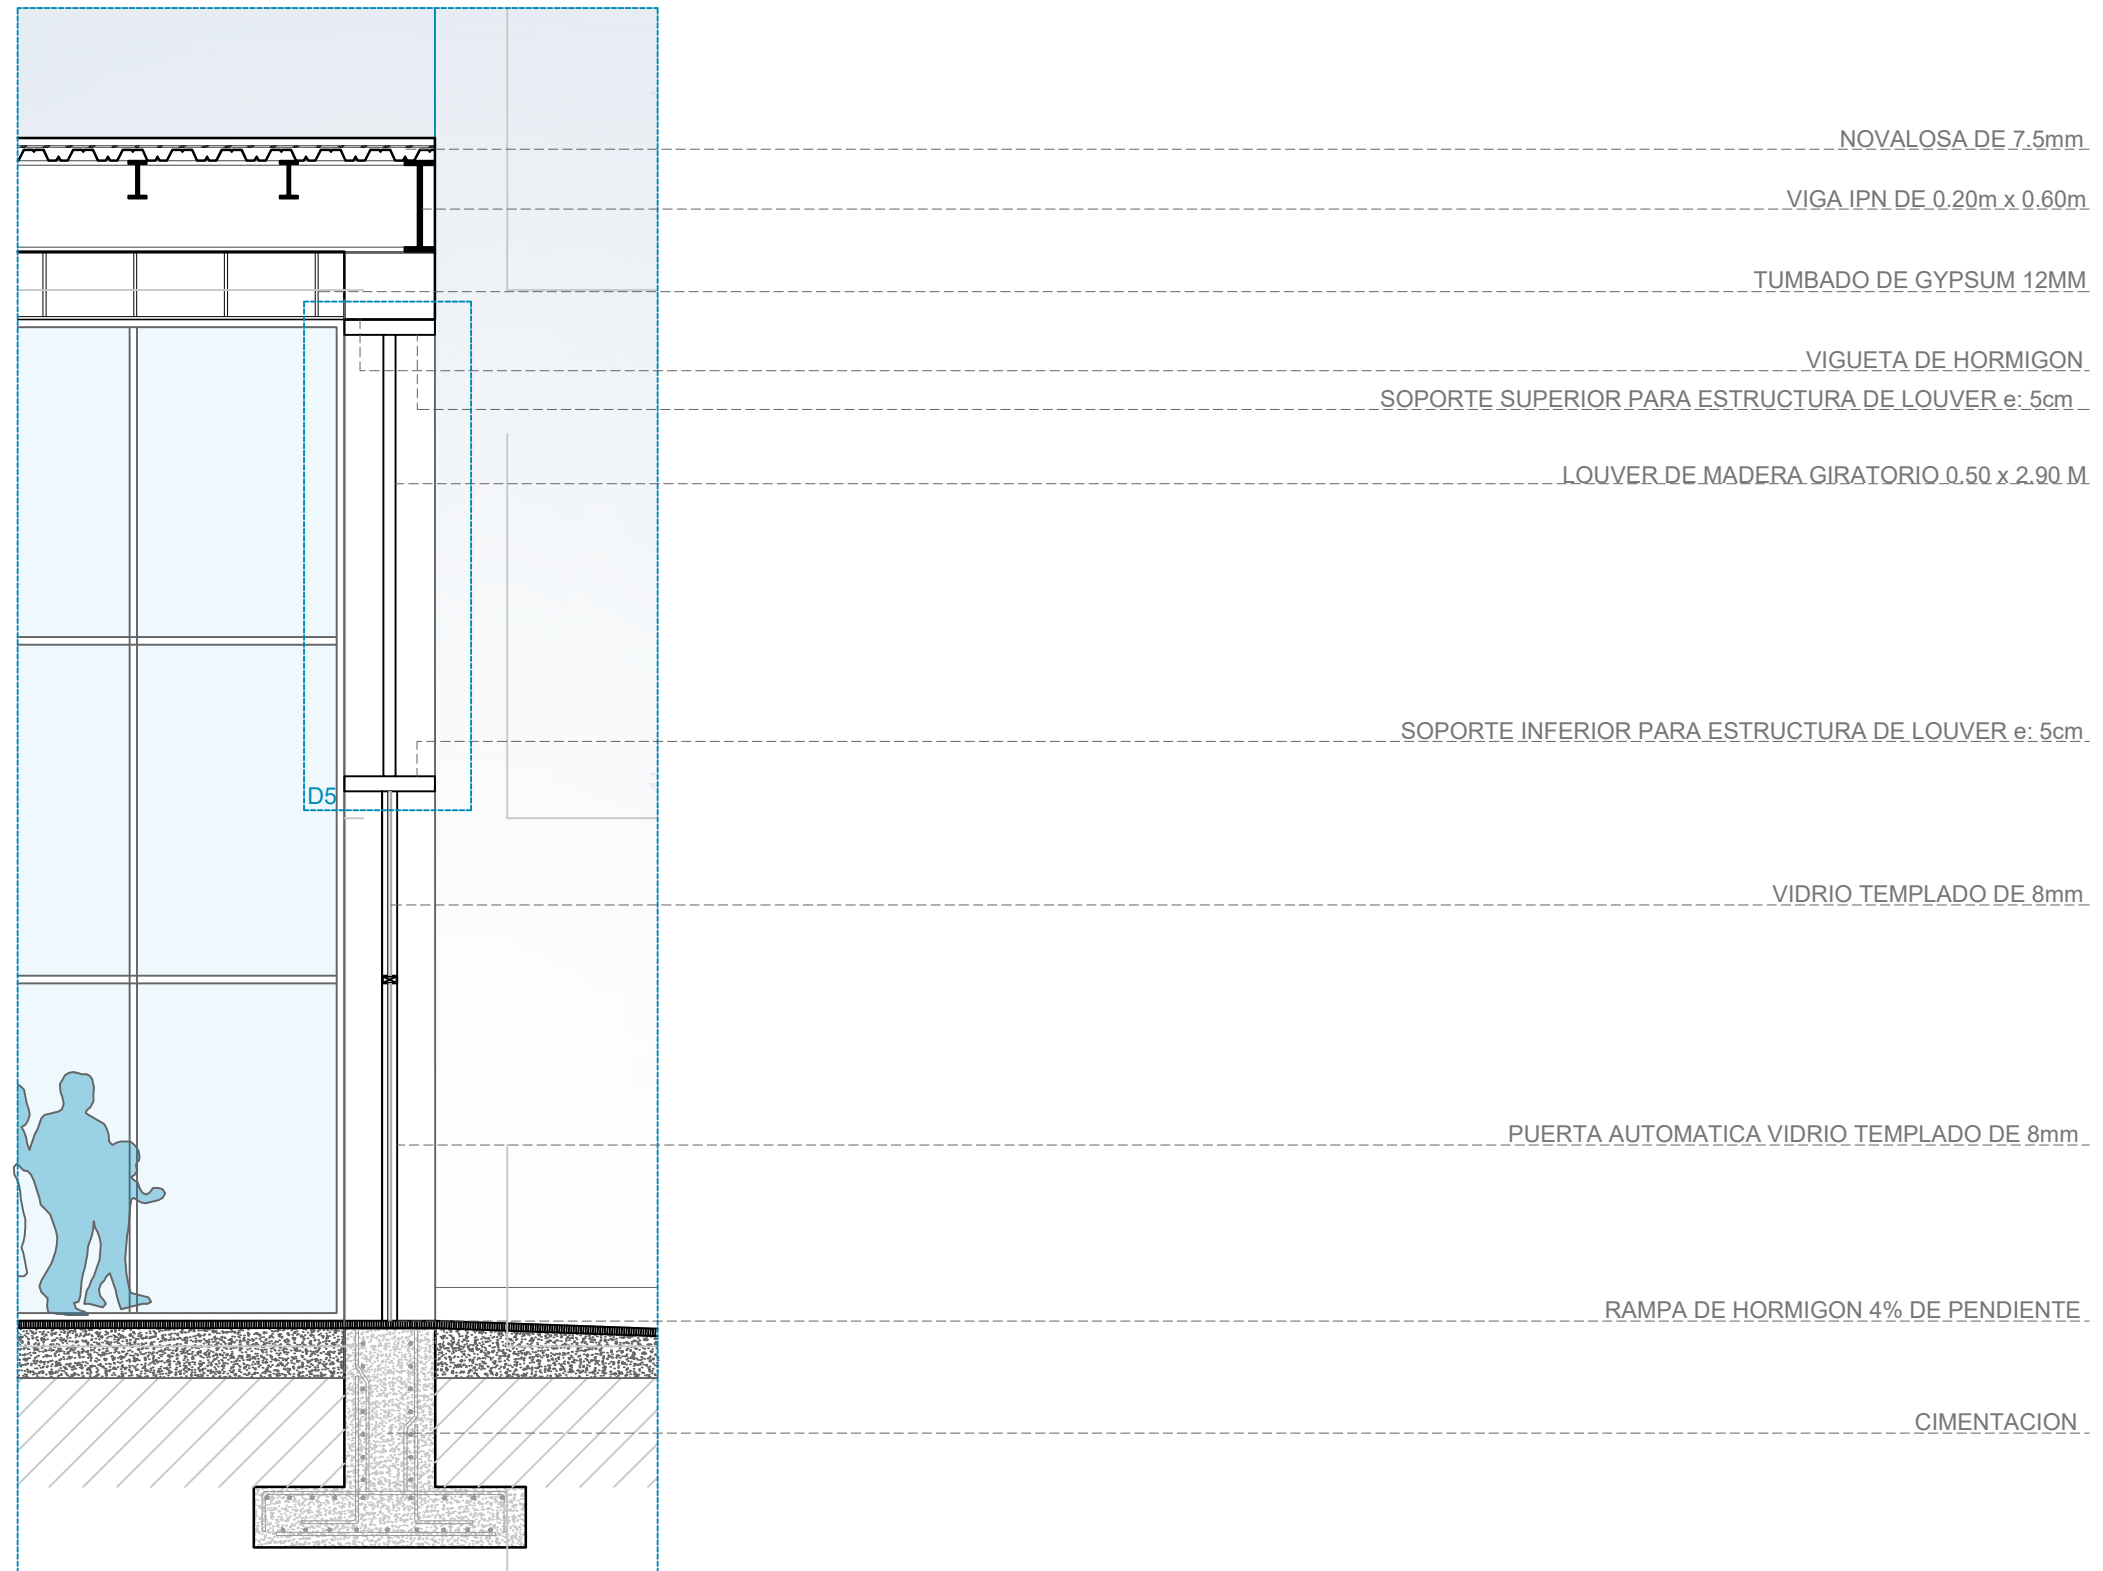 NOVALOSA DE 7.5mm
VIGA IPN DE 0.20m x 0.60m
TUMBADO DE GYPSUM 12MM
VIGUETA DE HORMIGON
SOPORTE SUPERIOR PARA ESTRUCTURA DE LOUVER e: 5cm
LOUVER DE MADERA GIRATORIO 0.50 x 2.90 M
SOPORTE INFERIOR PARA ESTRUCTURA DE LOUVER e: 5cm
D5
VIDRIO TEMPLADO DE 8mm
PUERTA AUTOMATICA VIDRIO TEMPLADO DE 8mm
RAMPA DE HORMIGON 4% DE PENDIENTE
CIMENTACION